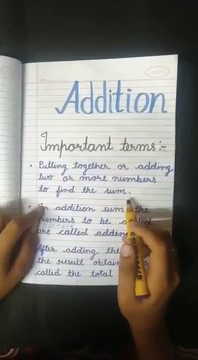 Addition
Important terms:-
• Putting together or adding
two or more numbers
to find the sum.
• In addition sum, the
numbers to be
are called
After adding the
the result
called the total